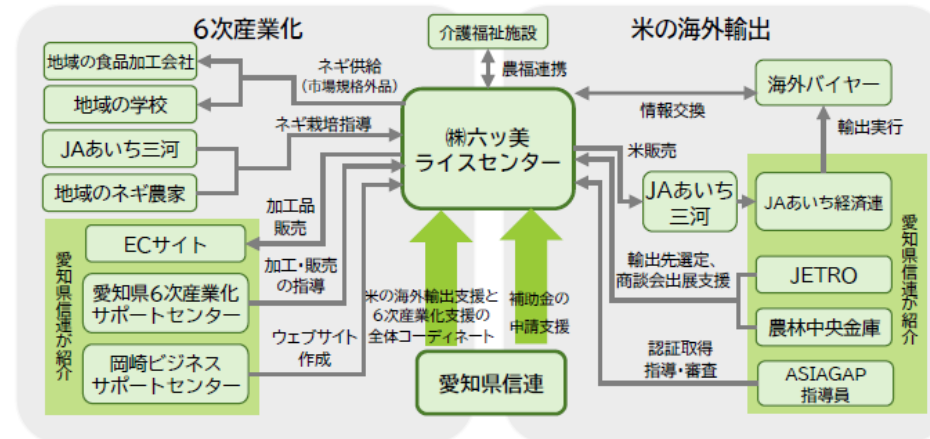 6次産業化
米の海外輸出
介護福祉施設
農福連携
地域の食品加工会社
地域の学校
JAあいち三河
地域のネギ農家
ネギ供給
（市場規格外品）
ネギ栽培指導
㈱六ッ美
ライスセンター
情報交換
海外バイヤー
輸出実行
米販売
JAあいち
三河
JAあいち経済連
加工品
販売
ECサイト
加工・販売
の指導
愛知県6次産業化
サポートセンター
ウェブサイト
作成
岡崎ビジネス
サポートセンター
愛知県信連が紹介
米の海外輸出支援と
6次産業化支援の
全体コーディネート
補助金の
申請支援
愛知県信連
輸出先選定、
商談会出展支援
JETRO
農林中央金庫
認証取得
指導・審査
ASIAGAP
指導員
愛知県信連が紹介